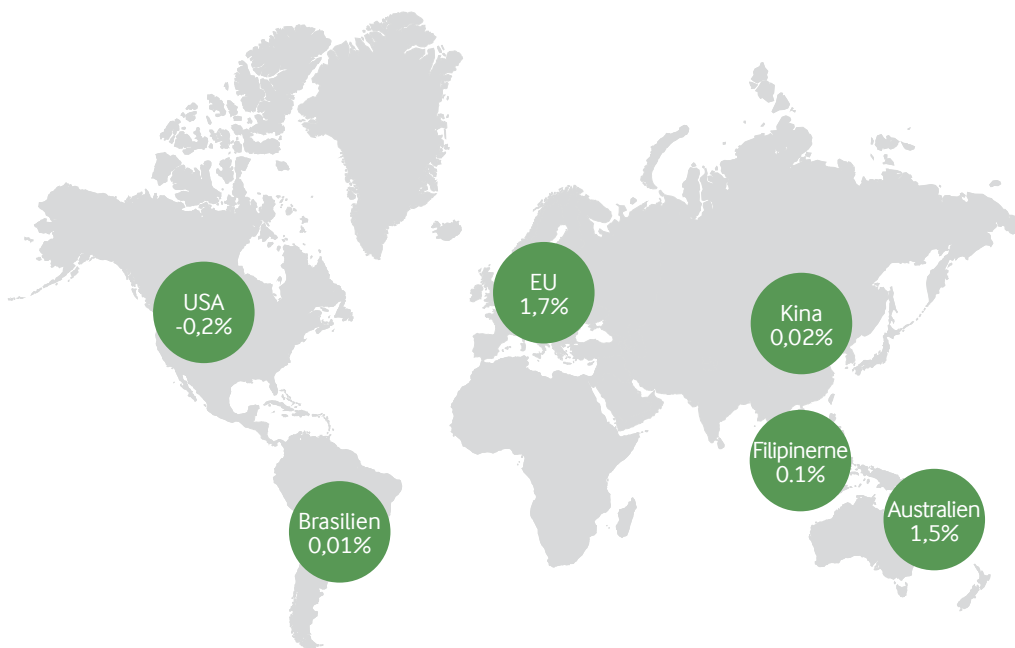 EU
1,7%
USA
-0,2%
Kina
0,02%
Filipinerne
0.1%
Australien
1,5%
Brasilien
0,01%